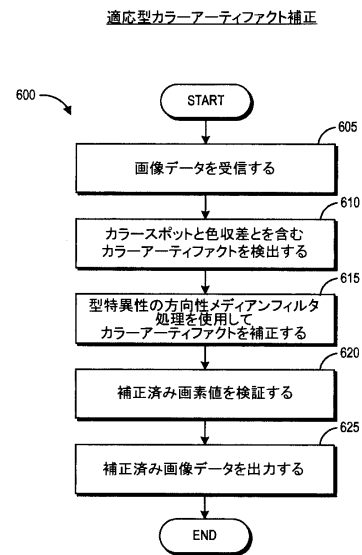 適応型カラーアーティファクト補正
600
START
605
画像データを受信する
610
カラースポットと色収差とを含む
カラーアーティファクトを検出する
615
型特異性の方向性メディアンフィルタ
処理を使用して
カラーアーティファクトを補正する
620
補正済み画素値を検証する
625
補正済み画像データを出力する
END